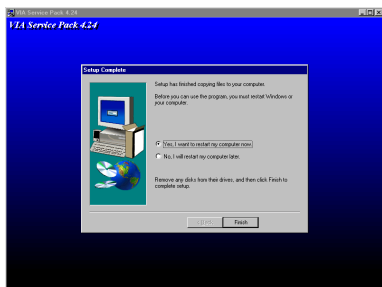 VIA Service Pack 4.24
VIA Service Pack 4.24
Setup Complete
Setup has finished copying files to your computer.
Before you can use the program, you must restart Windows or
your computer.
Yes, I want to restart my computer now.
No, I will restart my computer later.
Remove any disks from their drives, and then click Finish to
complete setup.
< Back
Finish